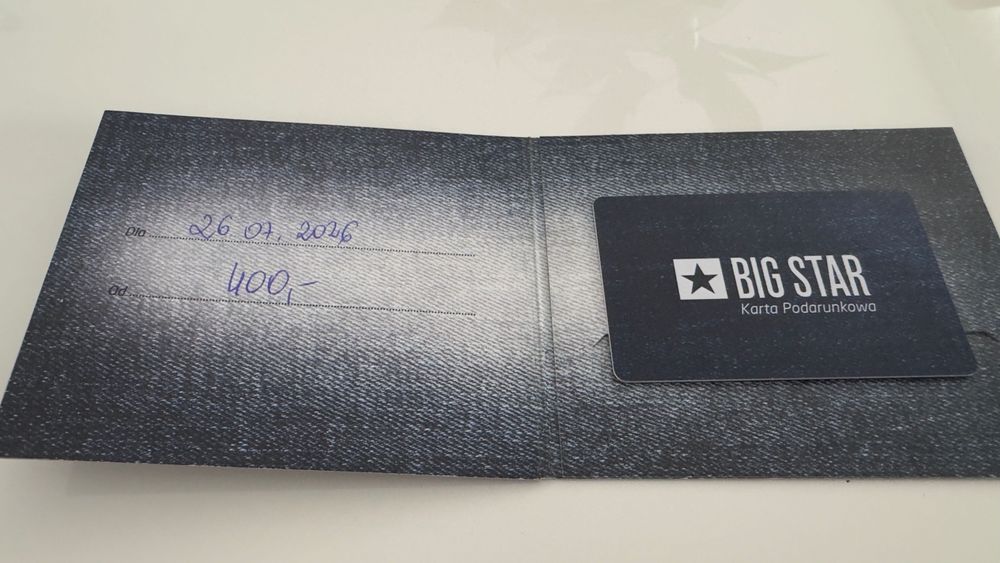 Dla 26 07. 2026
Od 400,-
BIG STAR
Karta Podarunkowa